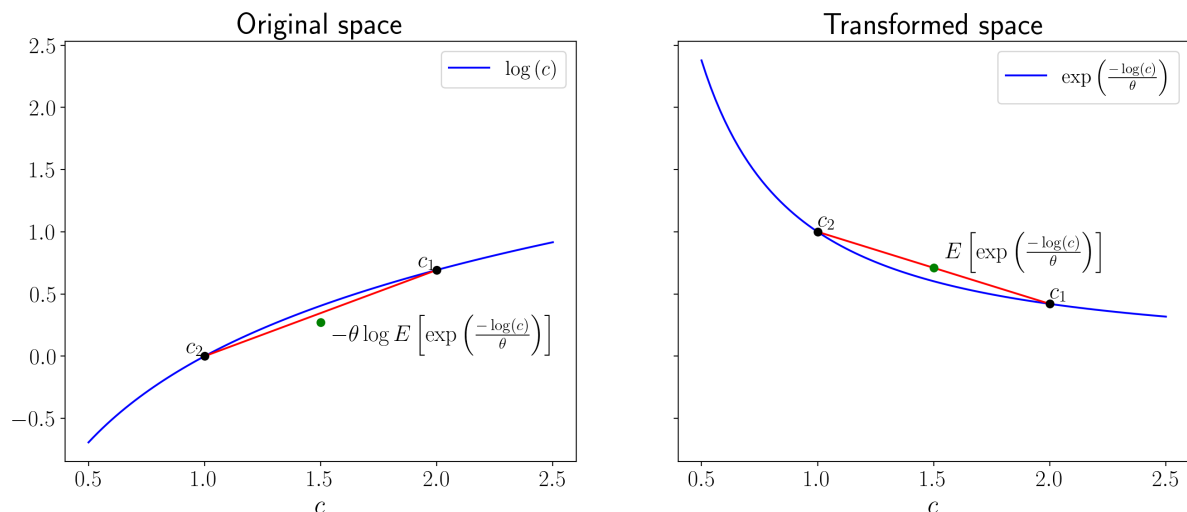 Original space
log (c)
2.5
2.0
1.5
1.0
0.5
0.0
−0.5
c₁
c₂
−θ log E [exp (−log(c)/θ)]
0.5 1.0 1.5 2.0 2.5
c
Transformed space
exp (−log(c)/θ)
c₂
E [exp (−log(c)/θ)]
c₁
0.5 1.0 1.5 2.0 2.5
c